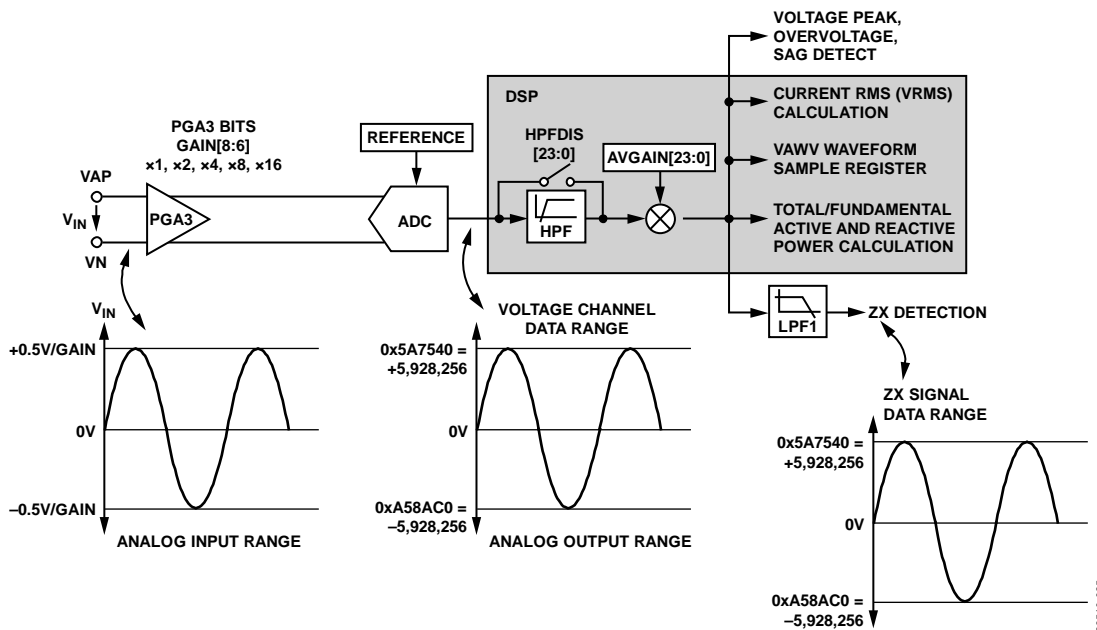 VOLTAGE PEAK,
OVERVOLTAGE,
SAG DETECT
DSP
CURRENT RMS (VRMS)
CALCULATION
PGA3 BITS
GAIN[8:6]
×1, ×2, ×4, ×8, ×16
REFERENCE
HPFDIS
[23:0]
AVGAIN[23:0]
VAWV WAVEFORM
SAMPLE REGISTER
VAP
VIN
VN
PGA3
ADC
HPF
TOTAL/FUNDAMENTAL
ACTIVE AND REACTIVE
POWER CALCULATION
LPF1
ZX DETECTION
VIN
+0.5V/GAIN
0V
–0.5V/GAIN
ANALOG INPUT RANGE
VOLTAGE CHANNEL
DATA RANGE
0x5A7540 =
+5,928,256
0V
0xA58AC0 =
–5,928,256
ANALOG OUTPUT RANGE
ZX SIGNAL
DATA RANGE
0x5A7540 =
+5,928,256
0V
0xA58AC0 =
–5,928,256